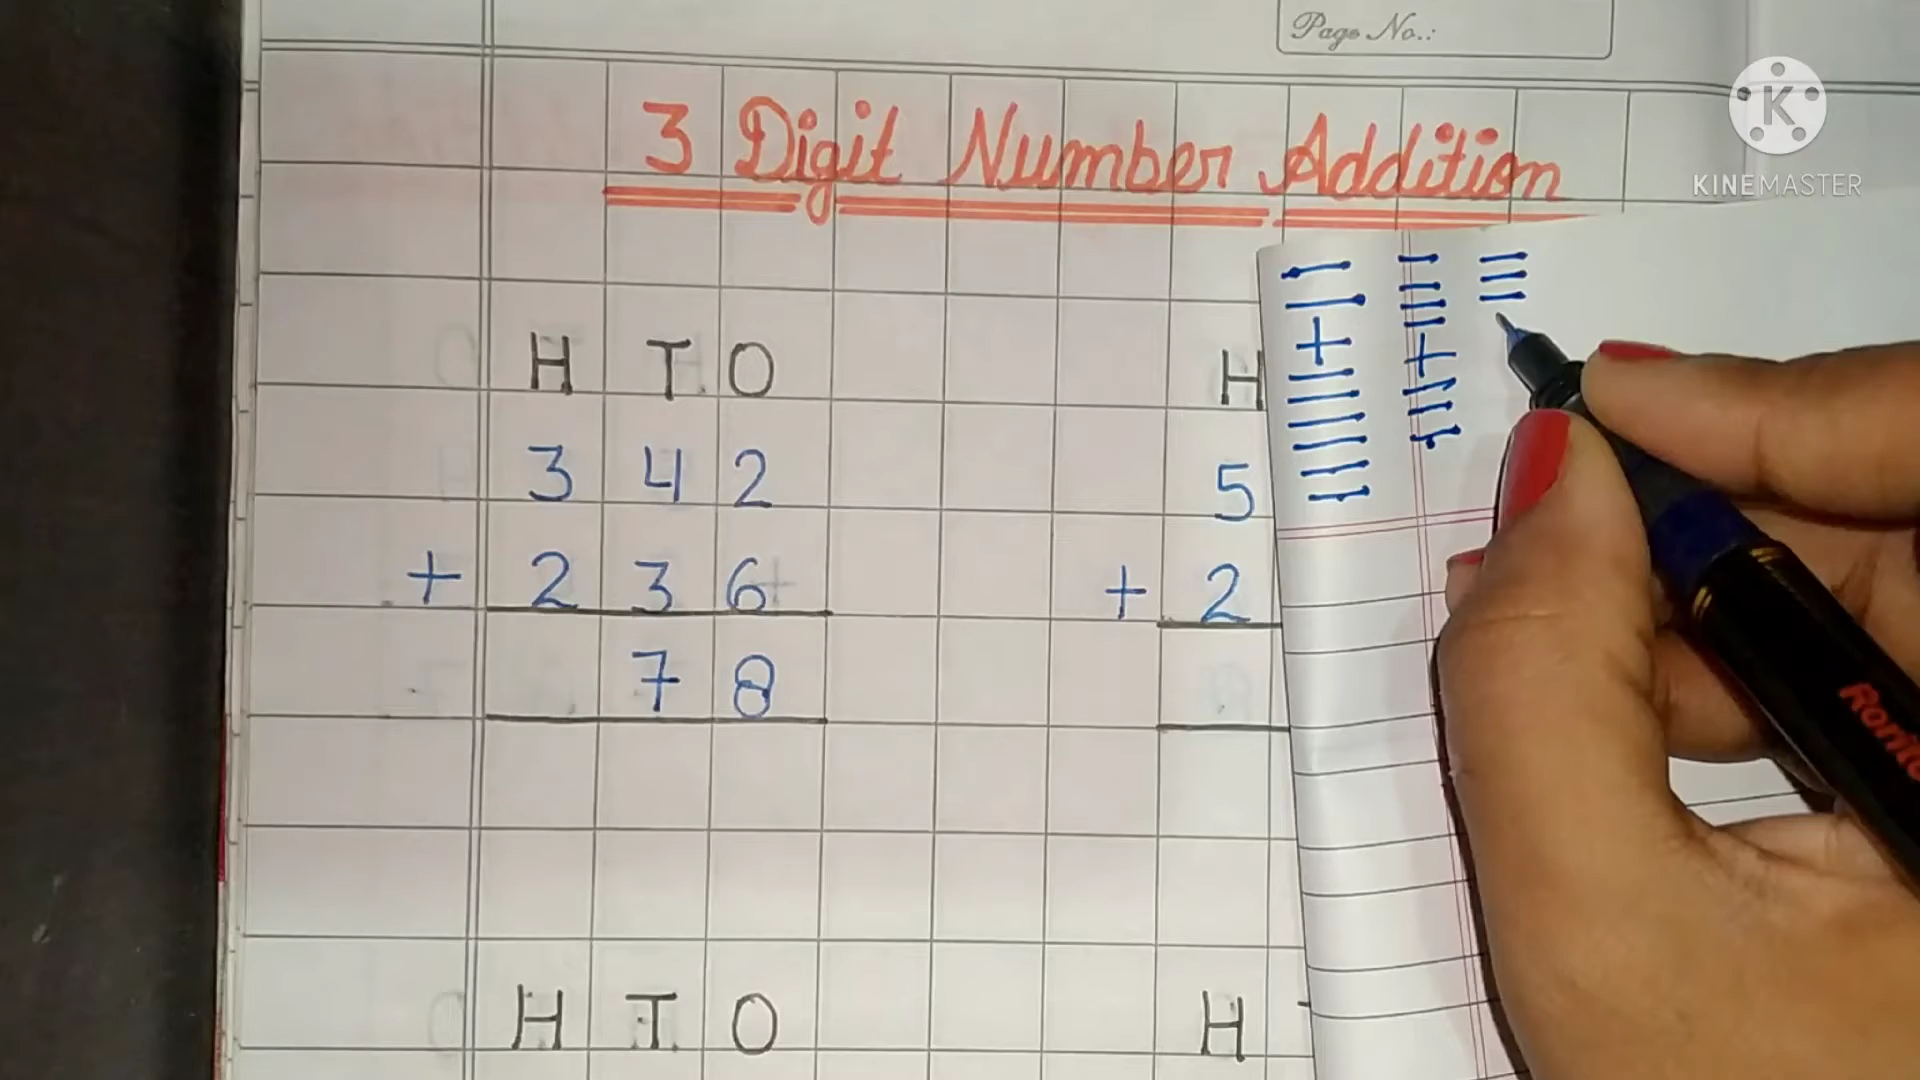 Page No.:
KINEMASTER
3 Digit Number Addition
H T O H
3 4 2 5
+ 2 3 6 + 2
7 8
H T O H